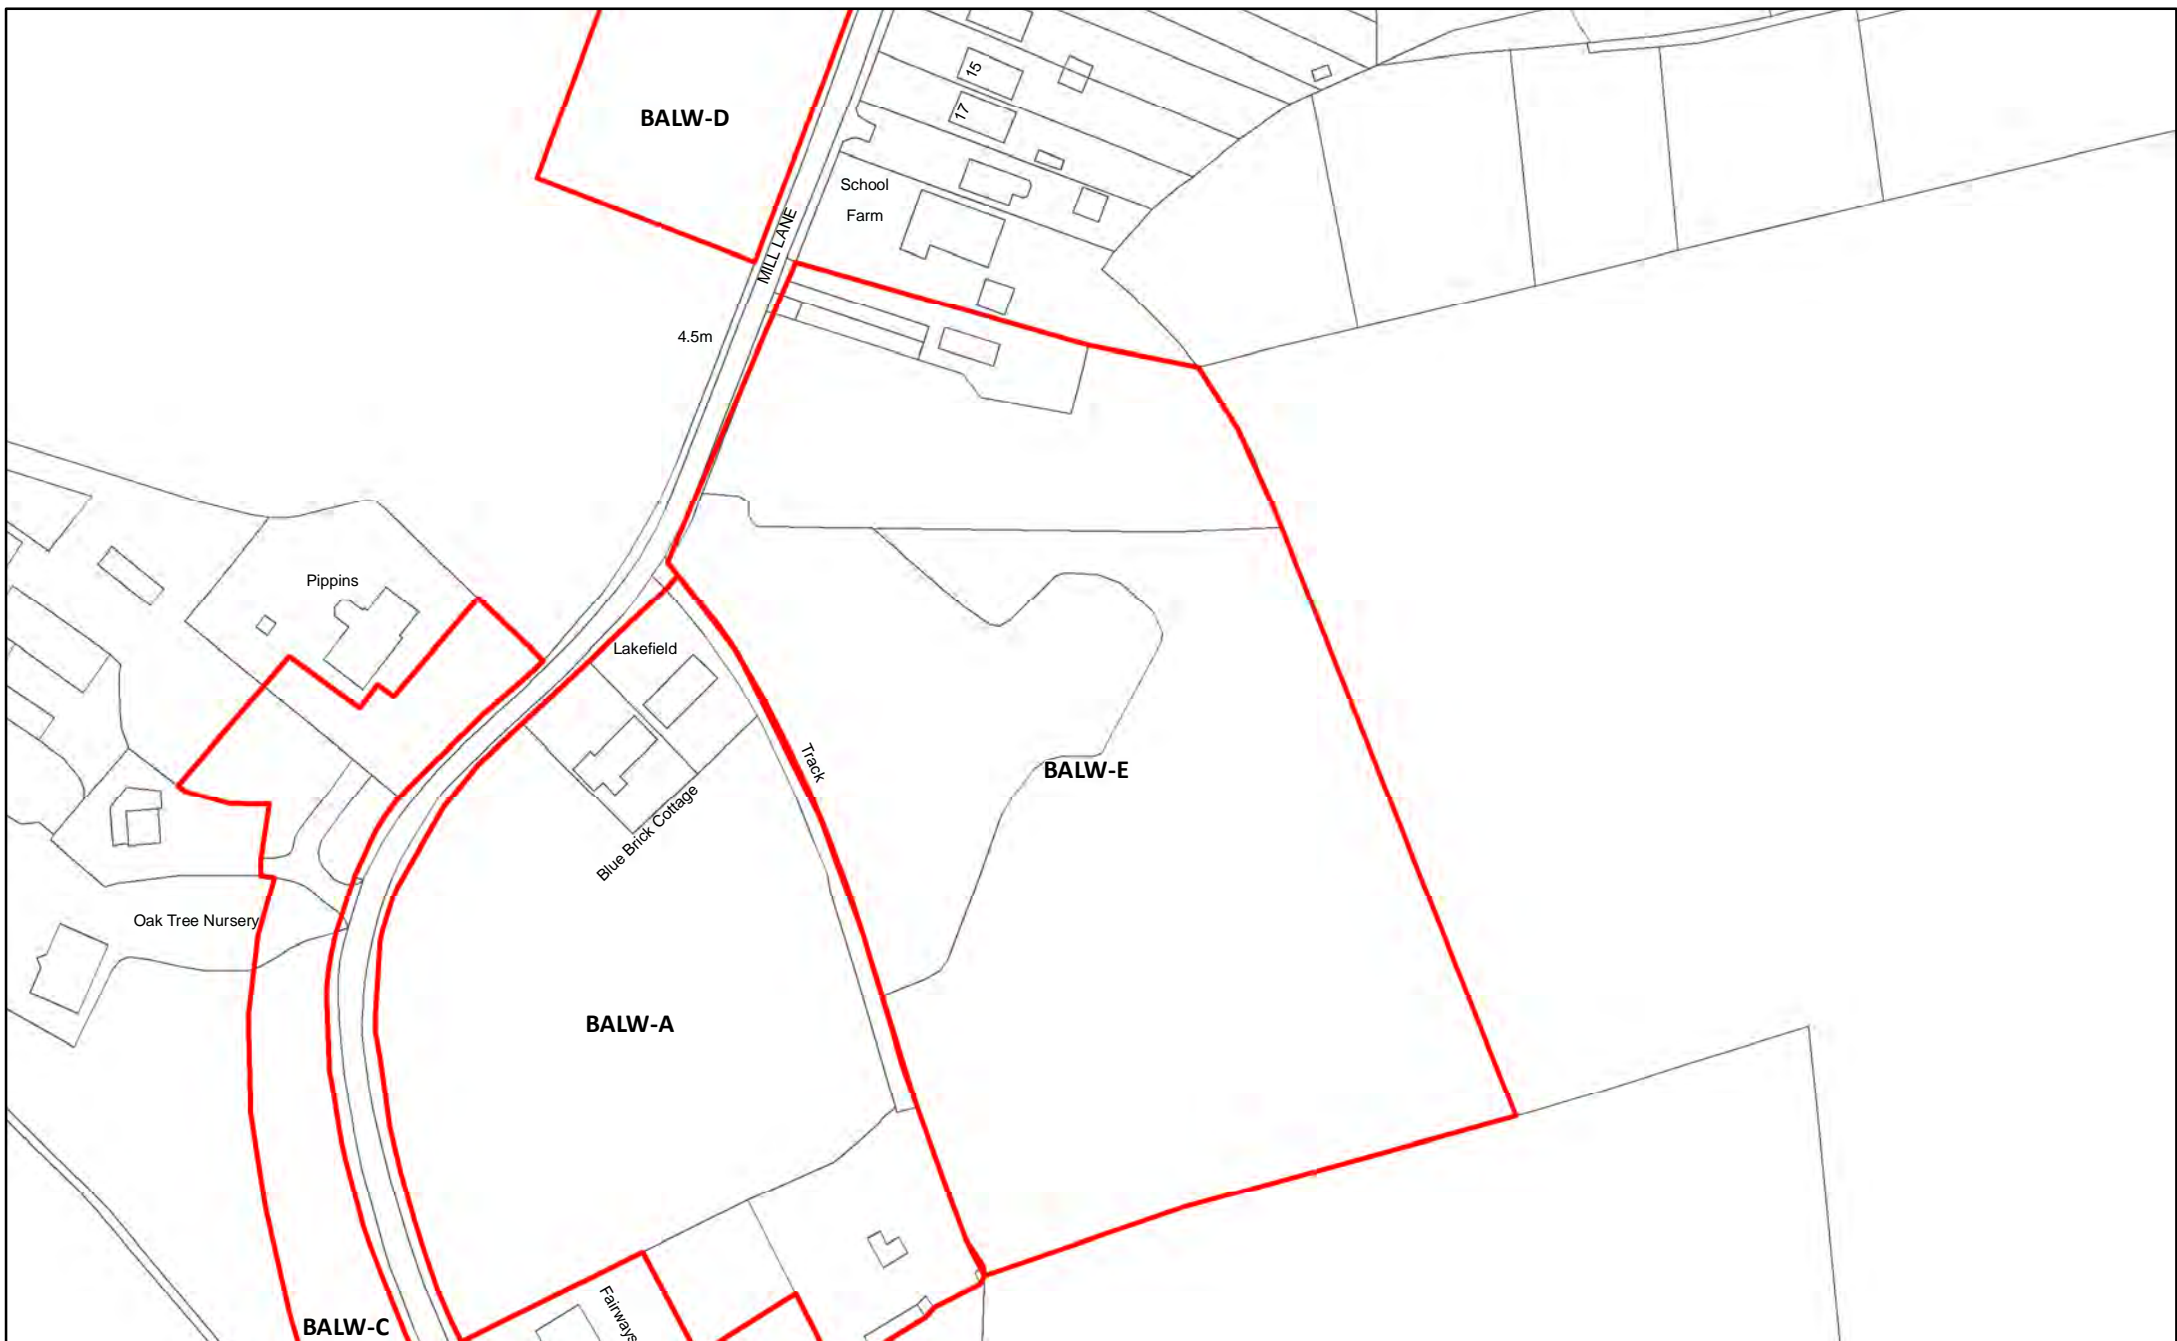 15
BALW-D
17
School
Farm
MILL LANE
4.5m
Pippins
Lakefield
Track
BALW-E
Blue Brick Cottage
Oak Tree Nursery
BALW-A
Fairways
BALW-C